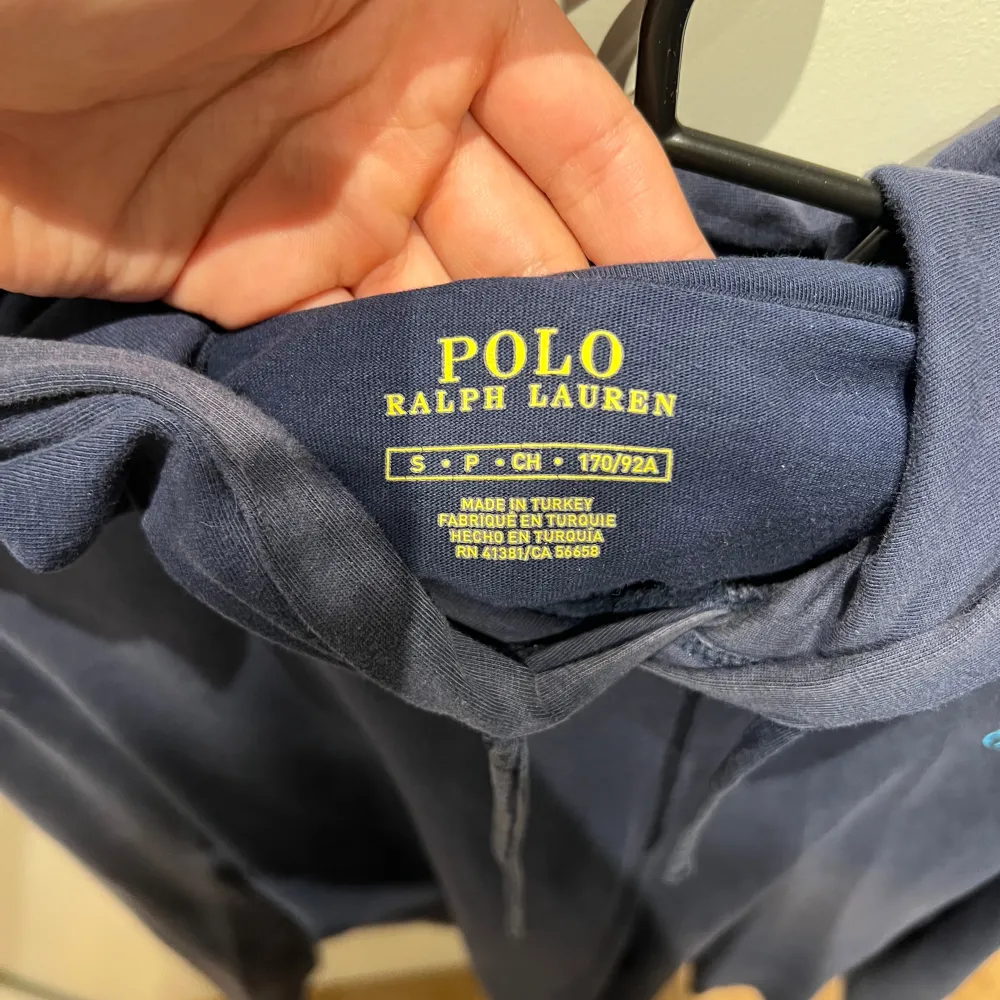 POLO
RALPH LAUREN
S • P • CH • 170/92A
MADE IN TURKEY
FABRIQUÉ EN TURQUIE
HECHO EN TURQUÍA
RN 41381/CA 56658